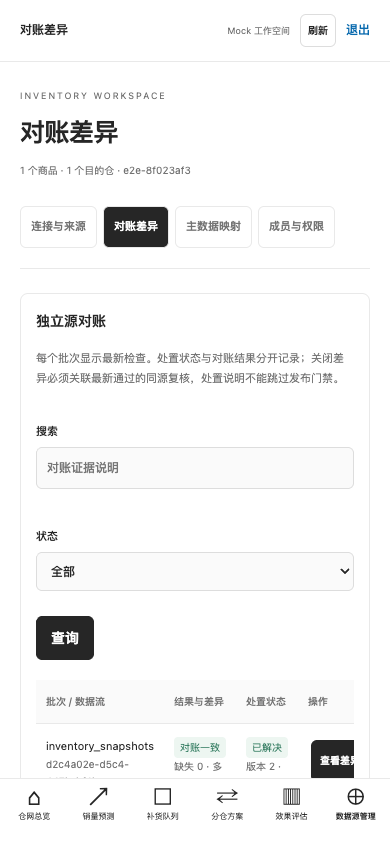 对账差异
Mock 工作空间
刷新
退出
INVENTORY WORKSPACE
对账差异
1 个商品 · 1 个目的仓 · e2e-8f023af3
连接与来源
对账差异
主数据映射
成员与权限
独立源对账
每个批次显示最新检查。处置状态与对账结果分开记录；关闭差
异必须关联最新通过的同源复核，处置说明不能跳过发布门禁。
搜索
对账证据说明
状态
全部
查询
批次 / 数据流
结果与差异
处置状态
操作
inventory_snapshots
对账一致
已解决
查看差
d2c4a02e-d5c4-
缺失 0 · 多
版本 2 ·
仓网总览
销量预测
补货队列
分仓方案
效果评估
数据源管理